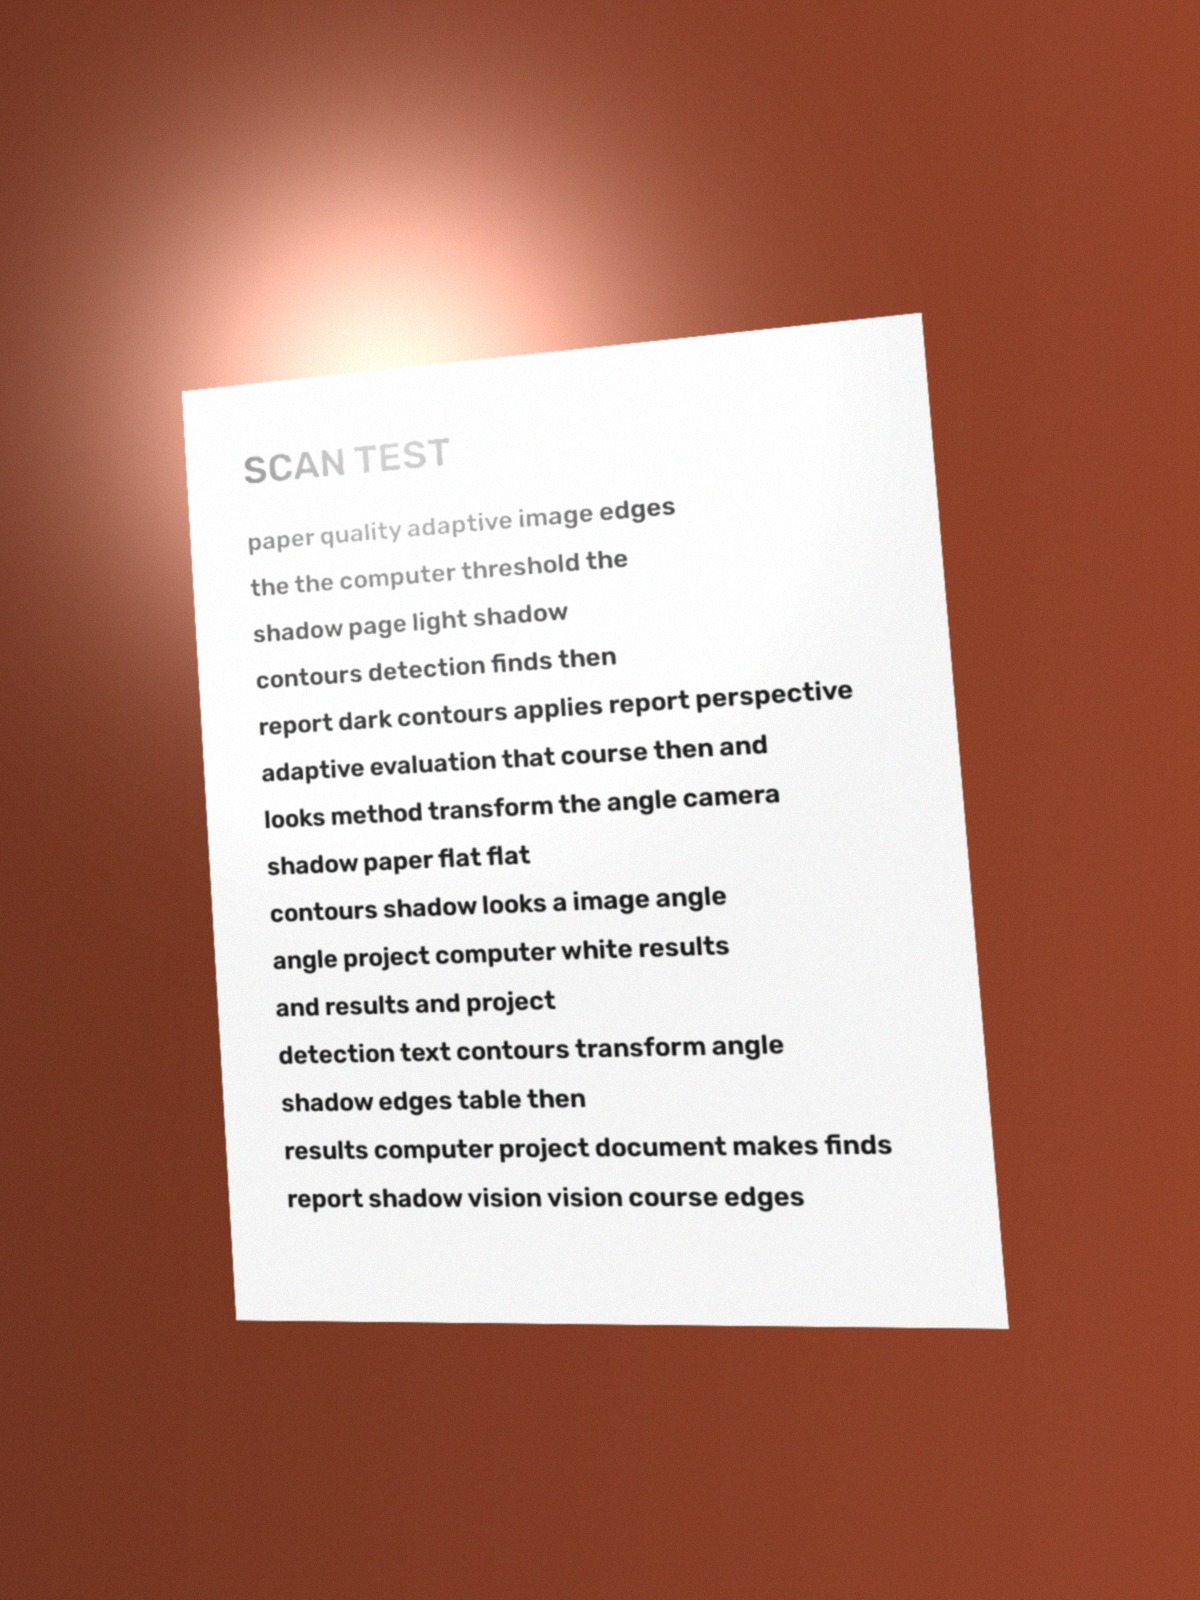 SCAN TEST
paper quality adaptive image edges
the the computer threshold the
shadow page light shadow
contours detection finds then
report dark contours applies report perspective
adaptive evaluation that course then and
looks method transform the angle camera
shadow paper flat flat
contours shadow looks a image angle
angle project computer white results
and results and project
detection text contours transform angle
shadow edges table then
results computer project document makes finds
report shadow vision vision course edges